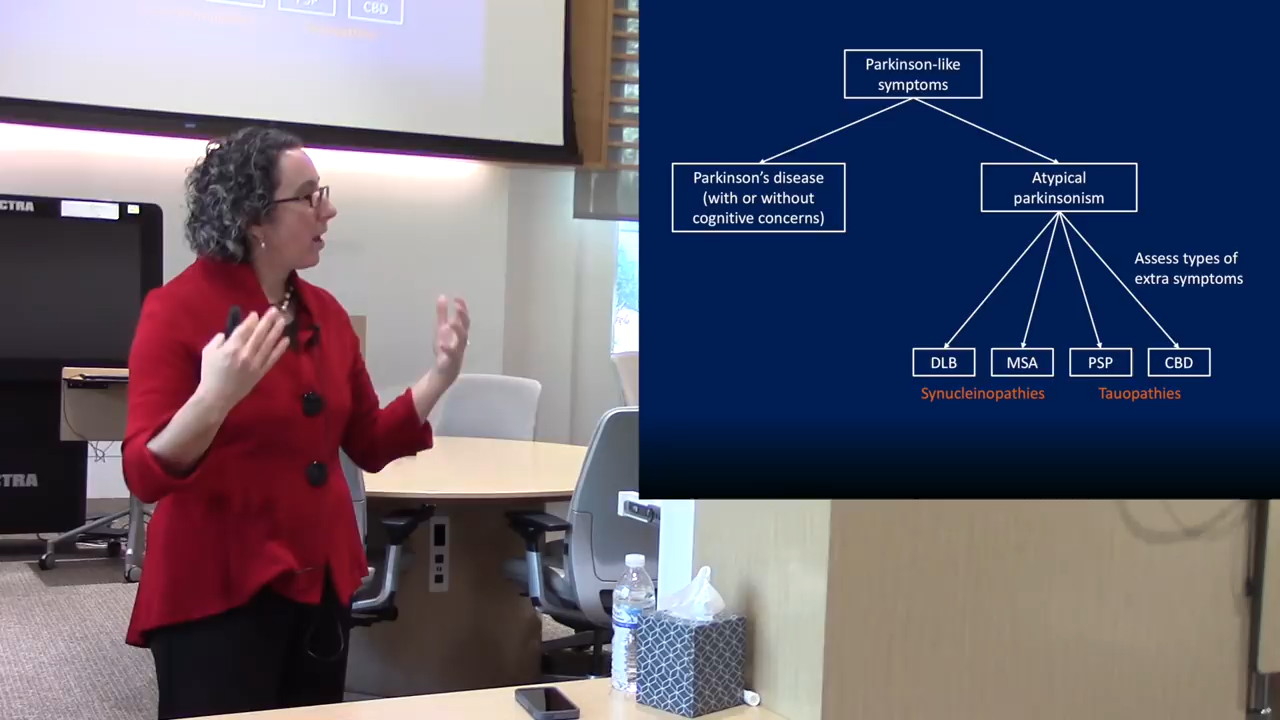 PSP
CBD
CTRA
CTRA
Parkinson-like
symptoms
Parkinson's disease
(with or without
cognitive concerns)
Atypical
parkinsonism
Assess types of
extra symptoms
DLB
MSA
PSP
CBD
Synucleinopathies
Tauopathies